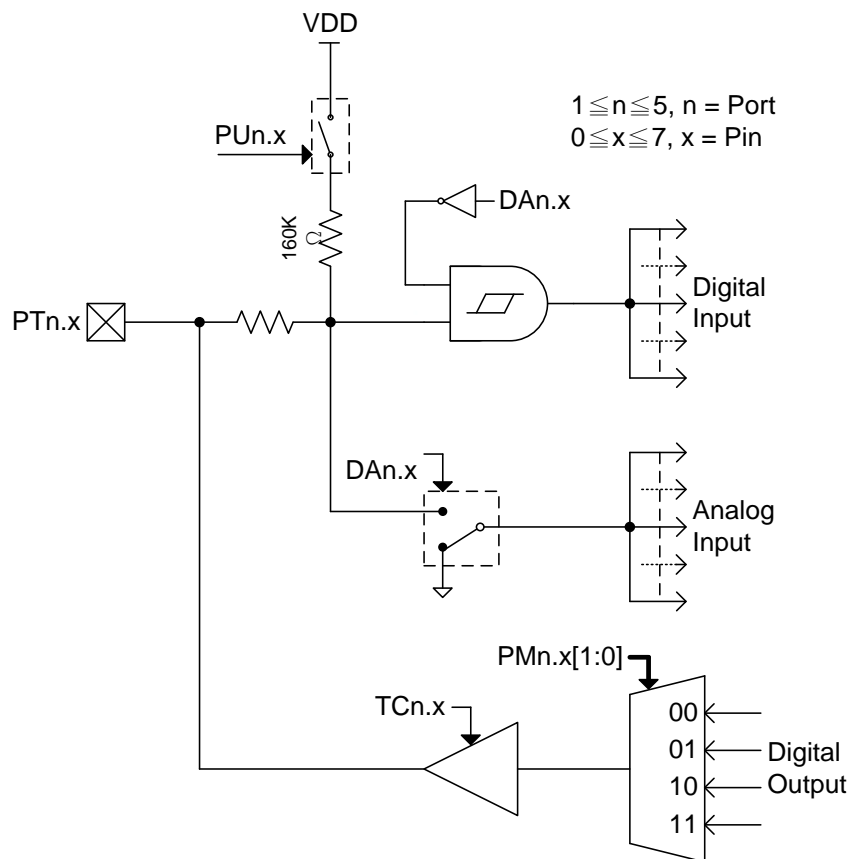 VDD
1≦n≦5, n = Port
0≦x≦7, x = Pin
PUn.x
160K
Ω
DAn.x
PTn.x
Digital
Input
DAn.x
Analog
Input
PMn.x[1:0]
TCn.x
00
01
10
11
Digital
Output